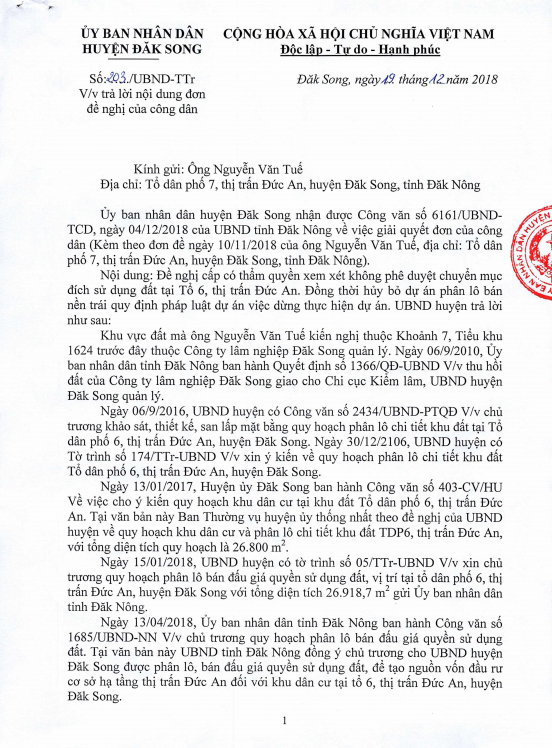 ỦY BAN NHÂN DÂN
HUYỆN ĐĂK SONG
CỘNG HÒA XÃ HỘI CHỦ NGHĨA VIỆT NAM
Độc lập - Tự do - Hạnh phúc
Số:203/UBND-TTr
V/v trả lời nội dung đơn
đề nghị của công dân
Đăk Song, ngày 19 tháng 12 năm 2018
Kính gửi: Ông Nguyễn Văn Tuế
Địa chỉ: Tổ dân phố 7, thị trấn Đức An, huyện Đăk Song, tỉnh Đăk Nông
Ủy ban nhân dân huyện Đăk Song nhận được Công văn số 6161/UBND-
TCD, ngày 04/12/2018 của UBND tỉnh Đăk Nông về việc giải quyết đơn của công
dân (Kèm theo đơn đề ngày 10/11/2018 của ông Nguyễn Văn Tuế, địa chỉ: Tổ dân
phố 7, thị trấn Đức An, huyện Đăk Song, tỉnh Đăk Nông).
Nội dung: Đề nghị cấp có thẩm quyền xem xét không phê duyệt chuyển mục
đích sử dụng đất tại Tổ 6, thị trấn Đức An. Đồng thời hủy bỏ dự án phân lô bán
nền trái quy định pháp luật dự án việc dừng thực hiện dự án. UBND huyện trả lời
như sau:
Khu vực đất mà ông Nguyễn Văn Tuế kiến nghị thuộc Khoảnh 7, Tiểu khu
1624 trước đây thuộc Công ty lâm nghiệp Đăk Song quản lý. Ngày 06/9/2010, Ủy
ban nhân dân tỉnh Đăk Nông ban hành Quyết định số 1366/QĐ-UBND V/v thu hồi
đất của Công ty lâm nghiệp Đăk Song giao cho Chi cục Kiểm lâm, UBND huyện
Đăk Song quản lý.
Ngày 06/9/2016, UBND huyện có Công văn số 2434/UBND-PTQĐ V/v chủ
trương khảo sát, thiết kế, san lấp mặt bằng quy hoạch phân lô chi tiết khu đất tại Tổ
dân phố 6, thị trấn Đức An, huyện Đăk Song. Ngày 30/12/2106, UBND huyện có
Tờ trình số 174/TTr-UBND V/v xin ý kiến về quy hoạch phân lô chi tiết khu đất
Tổ dân phố 6, thị trấn Đức An, huyện Đăk Song.
Ngày 13/01/2017, Huyện ủy Đăk Song ban hành Công văn số 403-CV/HU
Về việc cho ý kiến quy hoạch khu dân cư tại khu đất Tổ dân phố 6, thị trấn Đức
An. Tại văn bản này Ban Thường vụ huyện ủy thống nhất theo đề nghị của UBND
huyện về quy hoạch khu dân cư và phân lô chi tiết khu đất TDP6, thị trấn Đức An,
với tổng diện tích quy hoạch là 26.800 m².
Ngày 15/01/2018, UBND huyện có tờ trình số 05/TTr-UBND V/v xin chủ
trương quy hoạch phân lô bán đấu giá quyền sử dụng đất, vị trí tại tổ dân phố 6, thị
trấn Đức An, huyện Đăk Song với tổng diện tích 26.918,7 m² gửi Ủy ban nhân dân
tỉnh Đăk Nông.
Ngày 13/04/2018, Ủy ban nhân dân tỉnh Đăk Nông ban hành Công văn số
1685/UBND-NN V/v chủ trương quy hoạch phân lô bán đấu giá quyền sử dụng
đất. Tại văn bản này UBND tỉnh Đăk Nông đồng ý chủ trương cho UBND huyện
Đăk Song được phân lô, bán đấu giá quyền sử dụng đất, để tạo nguồn vốn đầu rư
cơ sở hạ tầng thị trấn Đức An đối với khu dân cư tại tổ 6, thị trấn Đức An, huyện
Đăk Song.
1